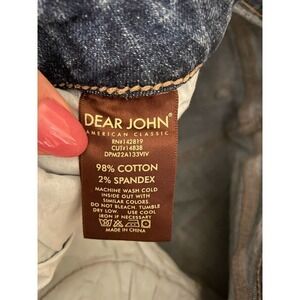 DEAR JOHN®
AMERICAN CLASSIC
RN#142819
CUT#14838
DPM22A133VIV
98% COTTON
2% SPANDEX
MACHINE WASH COLD
INSIDE OUT WITH
SIMILAR COLORS.
DO NOT BLEACH. TUMBLE
DRY LOW. USE COOL
IRON IF NEEDED
MADE IN CHINA